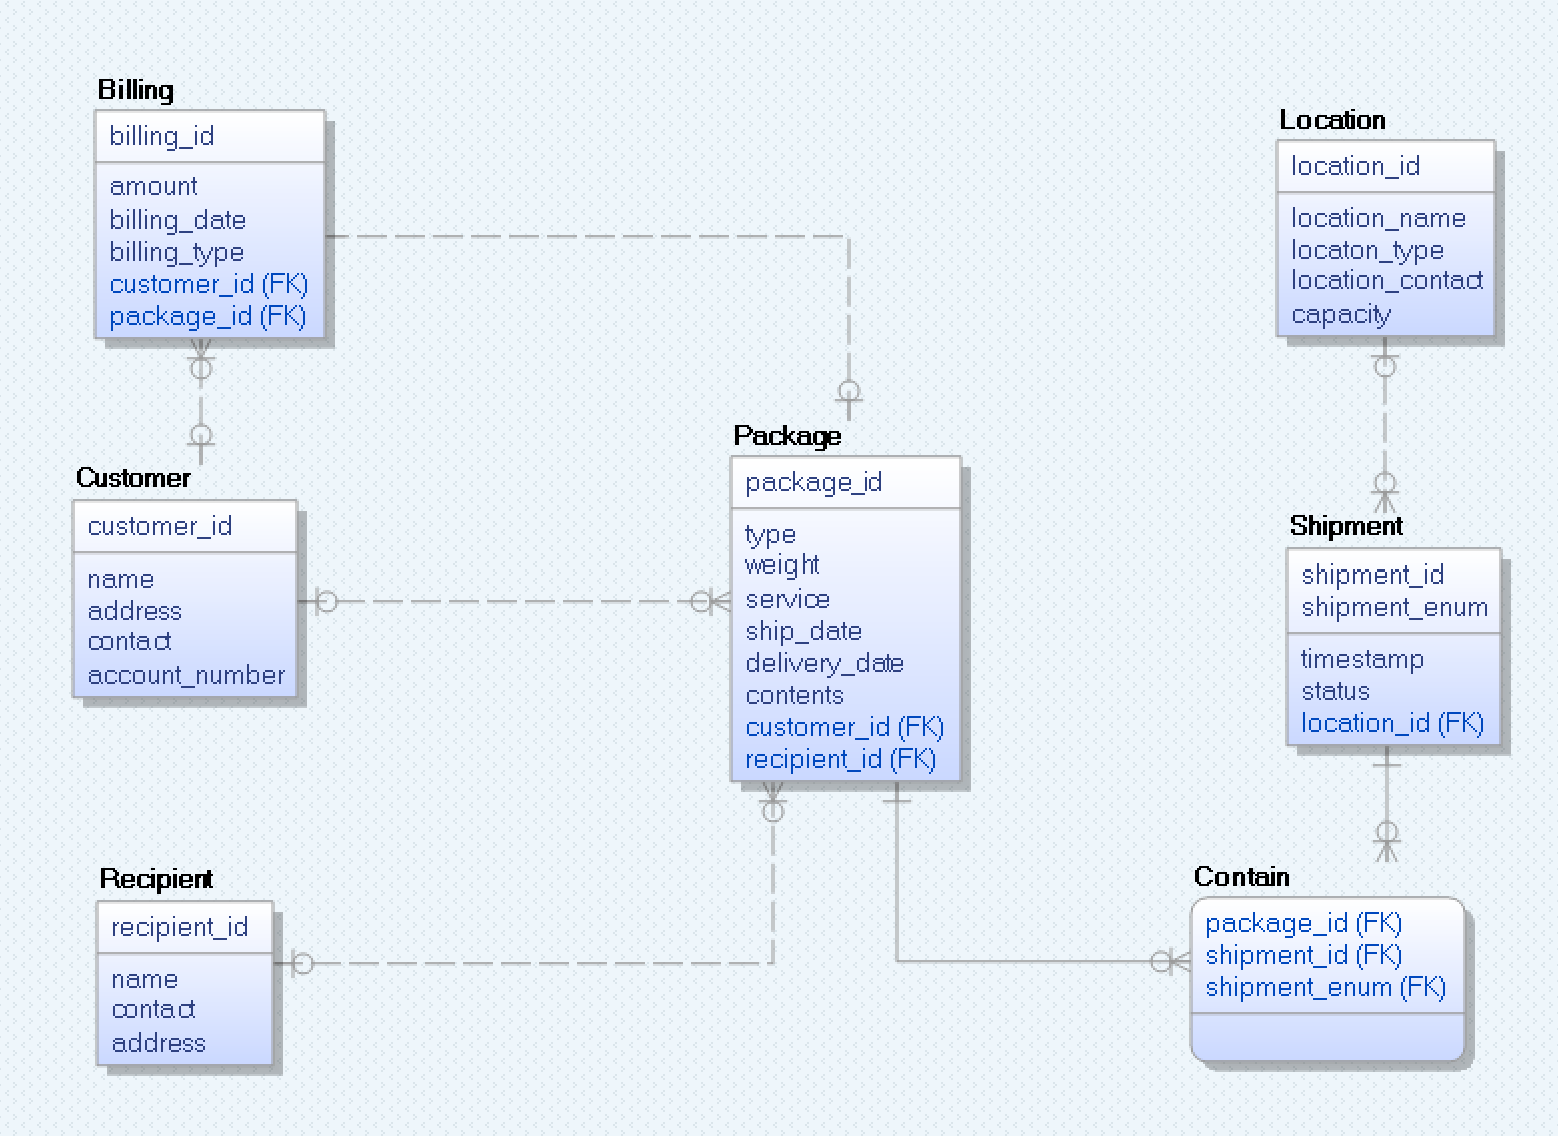 Billing
billing_id
amount
billing_date
billing_type
customer_id (FK)
package_id (FK)
Customer
customer_id
name
address
contact
account_number
Recipient
recipient_id
name
contact
address
Package
package_id
type
weight
service
ship_date
delivery_date
contents
customer_id (FK)
recipient_id (FK)
Location
location_id
location_name
locaton_type
location_contact
capacity
Shipment
shipment_id
shipment_enum
timestamp
status
location_id (FK)
Contain
package_id (FK)
shipment_id (FK)
shipment_enum (FK)